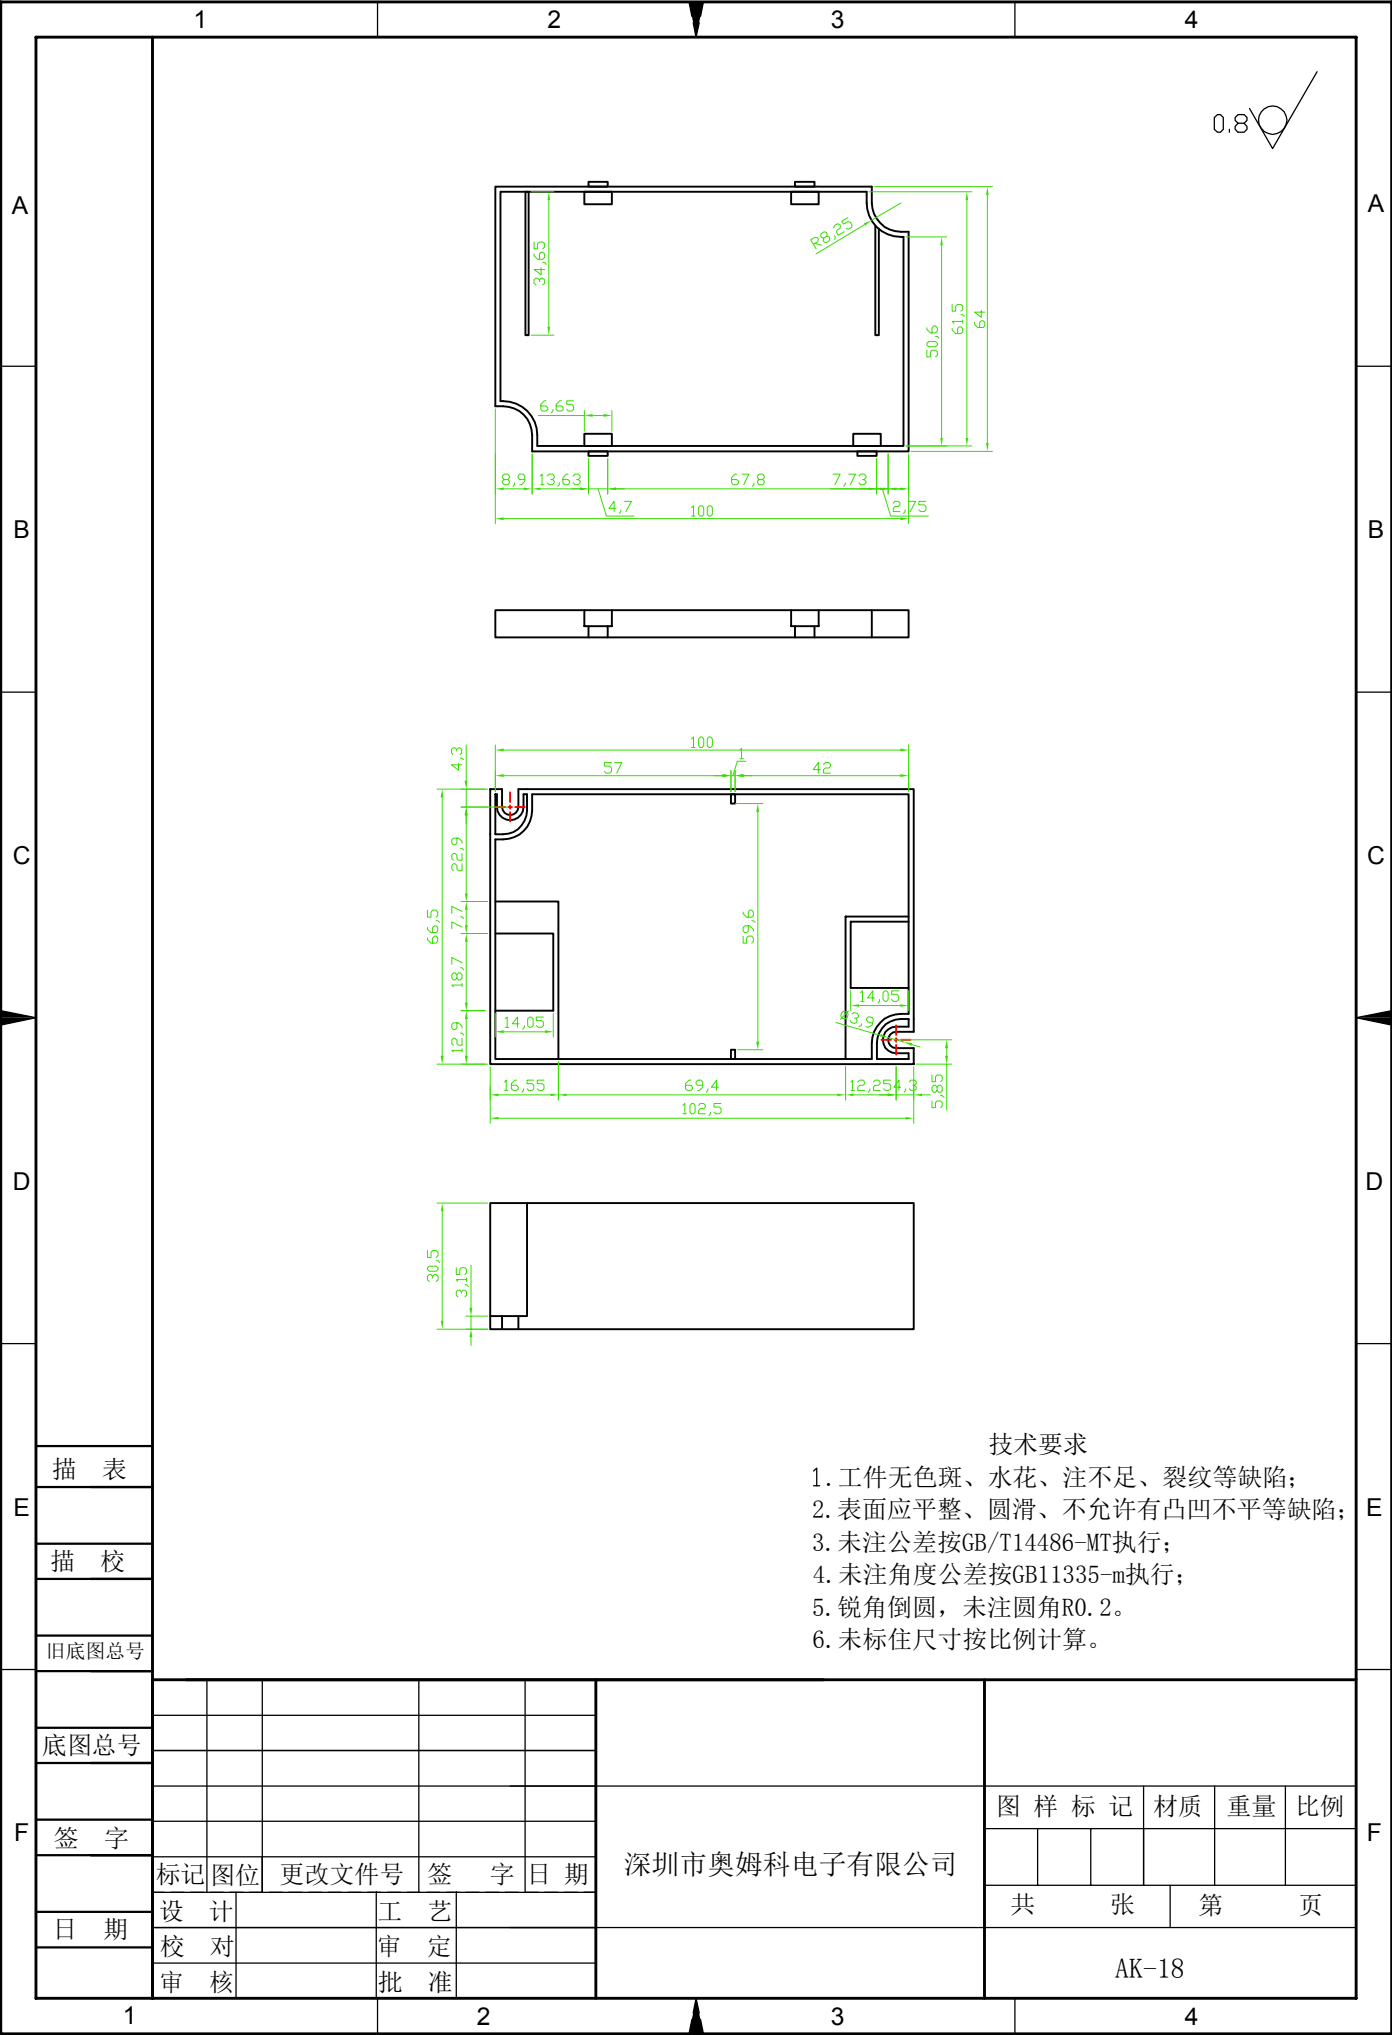 1 2 3 4
0.8
A A
R8,25
34,65
50,6
61,5
64
6,65
8,9 13,63 67,8 7,73
4,7 2,75
100
B B
100
4,3
1
57 42
22,9
C C
7,7
66,5
59,6
18,7
14,05
R3,9
14,05
12,9
16,55 69,4 12,25 4,3
5,85
102,5
D D
30,5
3,15
技术要求
1.工件无色斑、水花、注不足、裂纹等缺陷;
2.表面应平整、圆滑、不允许有凸凹不平等缺陷;
3.未注公差按GB/T14486-MT执行;
4.未注角度公差按GB11335-m执行;
5.锐角倒圆，未注圆角R0.2。
6.未标住尺寸按比例计算。
E E
描 表
描 校
旧底图总号
底图总号
签 字
日 期
F F
图 样 标 记 材质 重量 比例
深圳市奥姆科电子有限公司
标记 图位 更改文件号 签 字 日 期
共 张 第 页
设 计 工 艺
校 对 审 定
审 核 批 准
AK-18
1 2 3 4